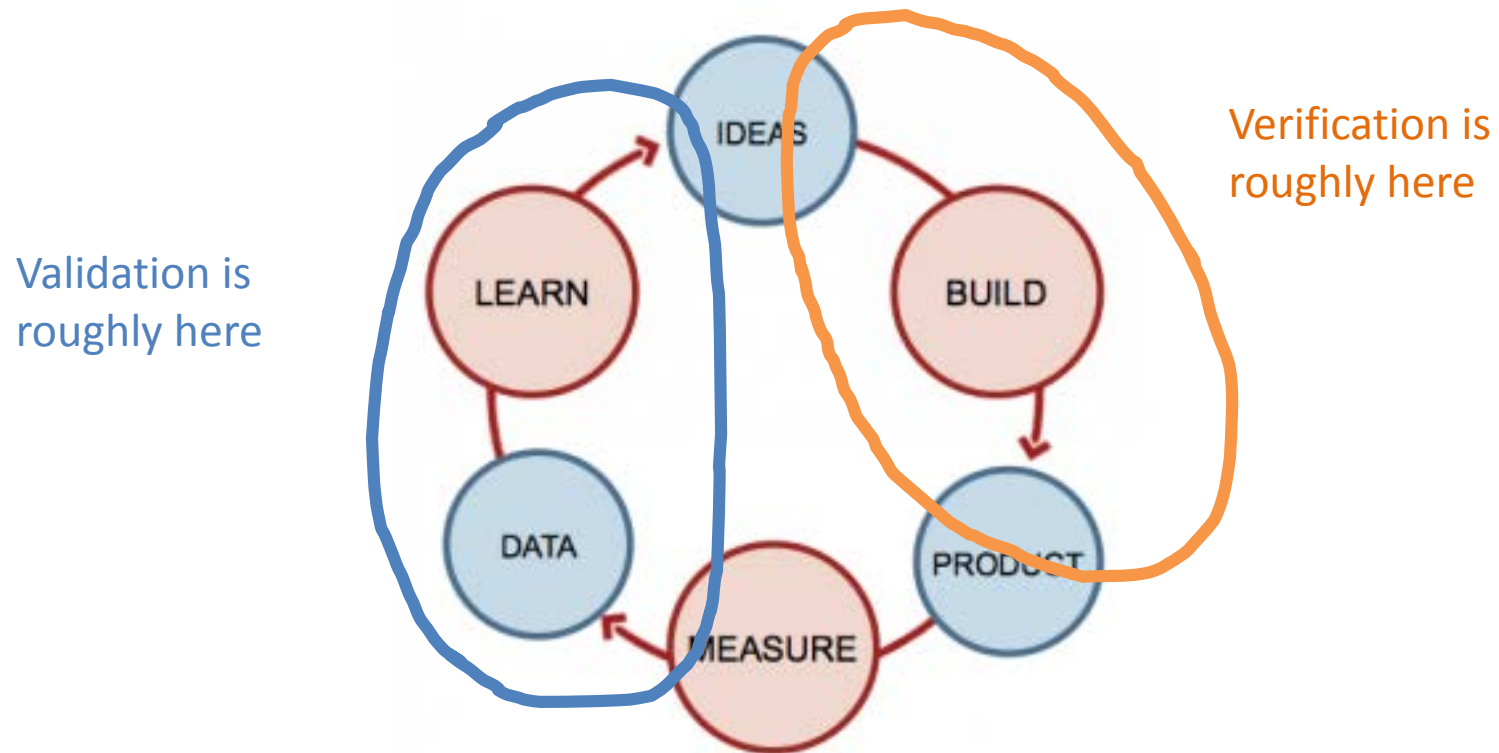 IDEAS
Verification is
roughly here
LEARN
BUILD
Validation is
roughly here
DATA
PRODUCT
MEASURE